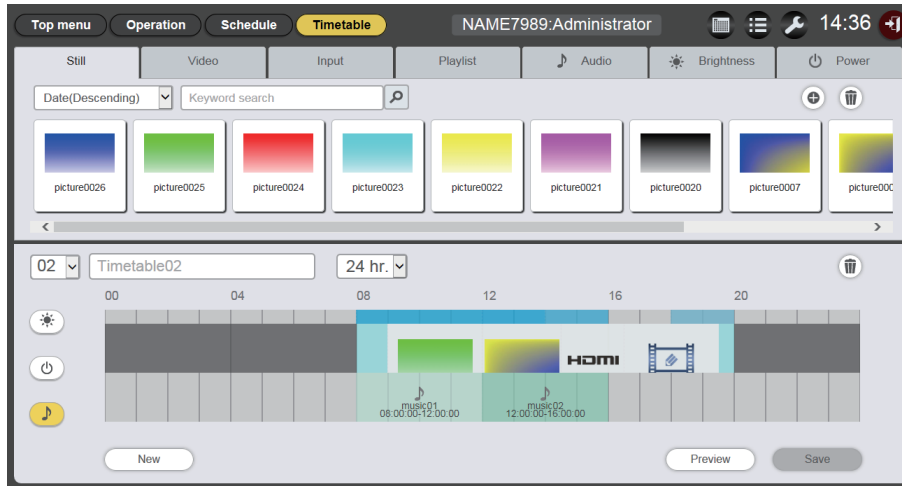 Top menu Operation Schedule Timetable NAME7989:Administrator 14:36
Still Video Input Playlist Audio Brightness Power
Date(Descending) Keyword search
picture0026 picture0025 picture0024 picture0023 picture0022 picture0021 picture0020 picture0007 picture000
02 Timetable02 24 hr.
00 04 08 12 16 20
HDMI
music01 music02
08:00:00-12:00:00 12:00:00-16:00:00
New Preview Save